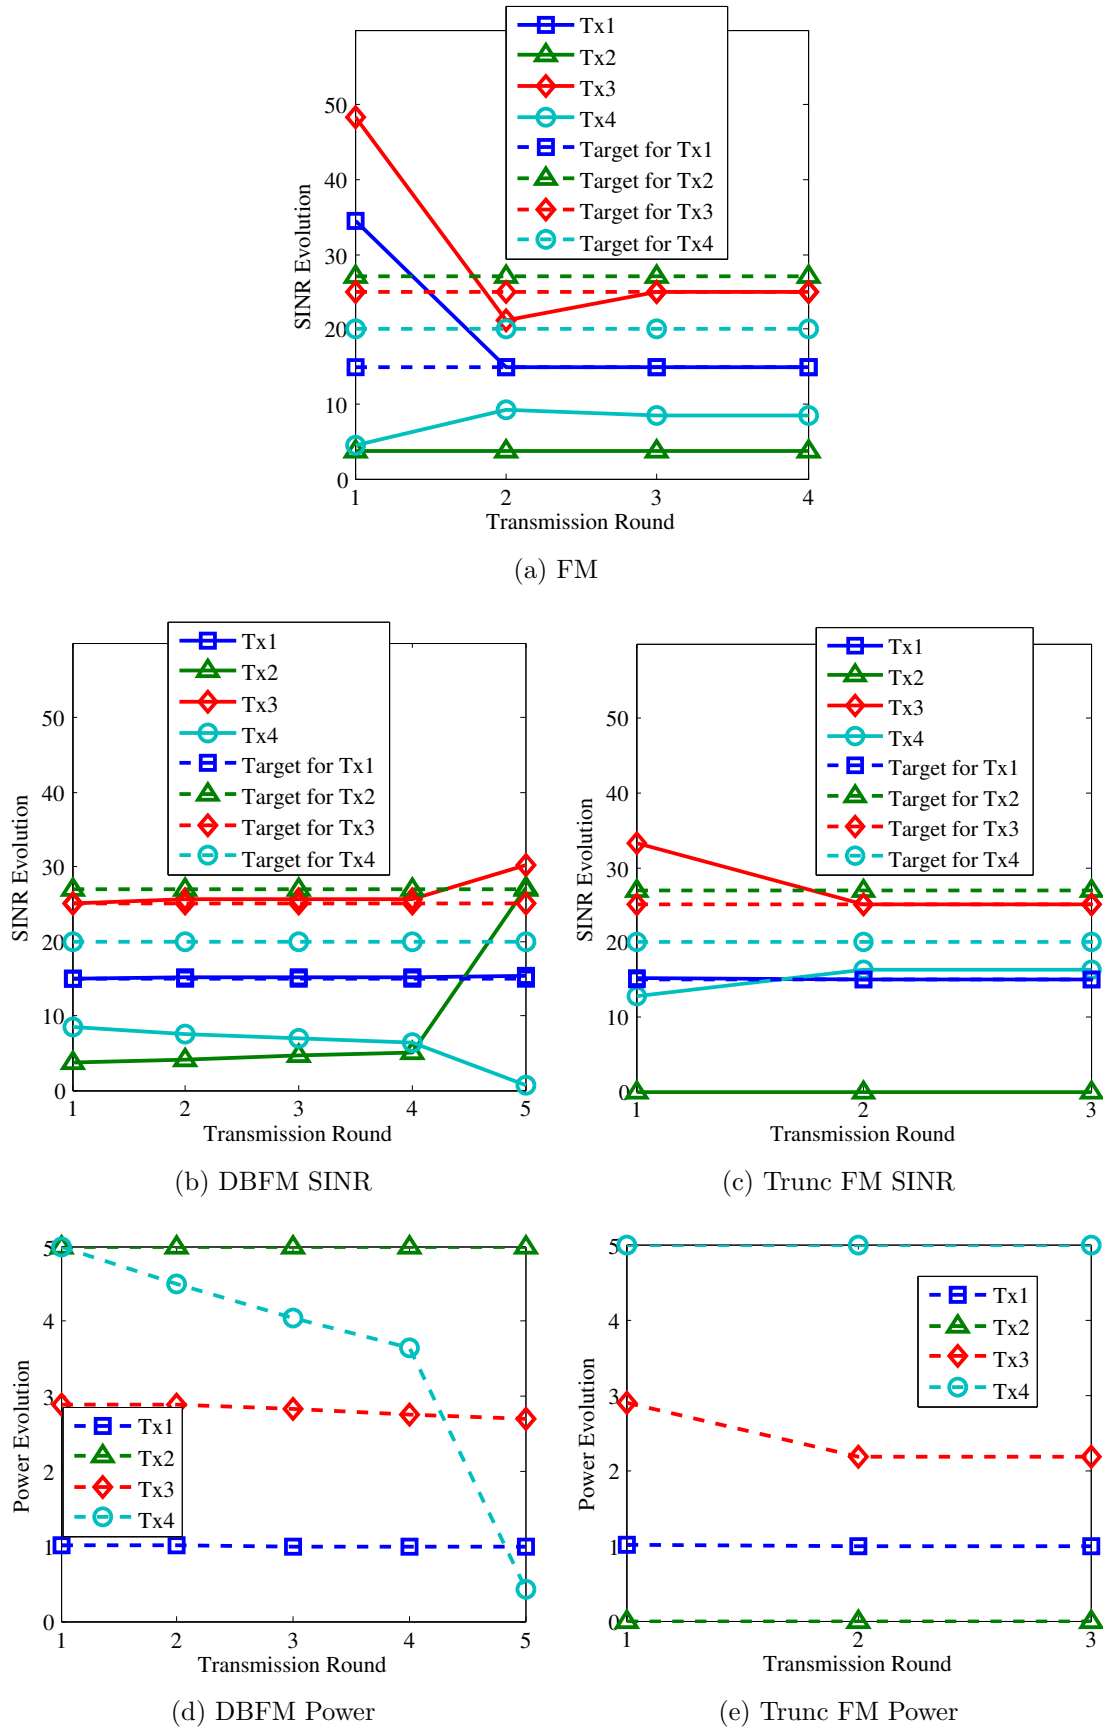 Tx1
Tx2
Tx3
Tx4
Target for Tx1
Target for Tx2
Target for Tx3
Target for Tx4
SINR Evolution
50
40
30
20
10
0
1 2 3 4
Transmission Round
(a) FM
Tx1
Tx2
Tx3
Tx4
Target for Tx1
Target for Tx2
Target for Tx3
Target for Tx4
SINR Evolution
50
40
30
20
10
0
1 2 3 4 5
Transmission Round
(b) DBFM SINR
Tx1
Tx2
Tx3
Tx4
Target for Tx1
Target for Tx2
Target for Tx3
Target for Tx4
SINR Evolution
50
40
30
20
10
0
1 2 3
Transmission Round
(c) Trunc FM SINR
Power Evolution
5
4
3
2
1
0
Tx1
Tx2
Tx3
Tx4
1 2 3 4 5
Transmission Round
(d) DBFM Power
Power Evolution
5
4
3
2
1
0
Tx1
Tx2
Tx3
Tx4
1 2 3
Transmission Round
(e) Trunc FM Power